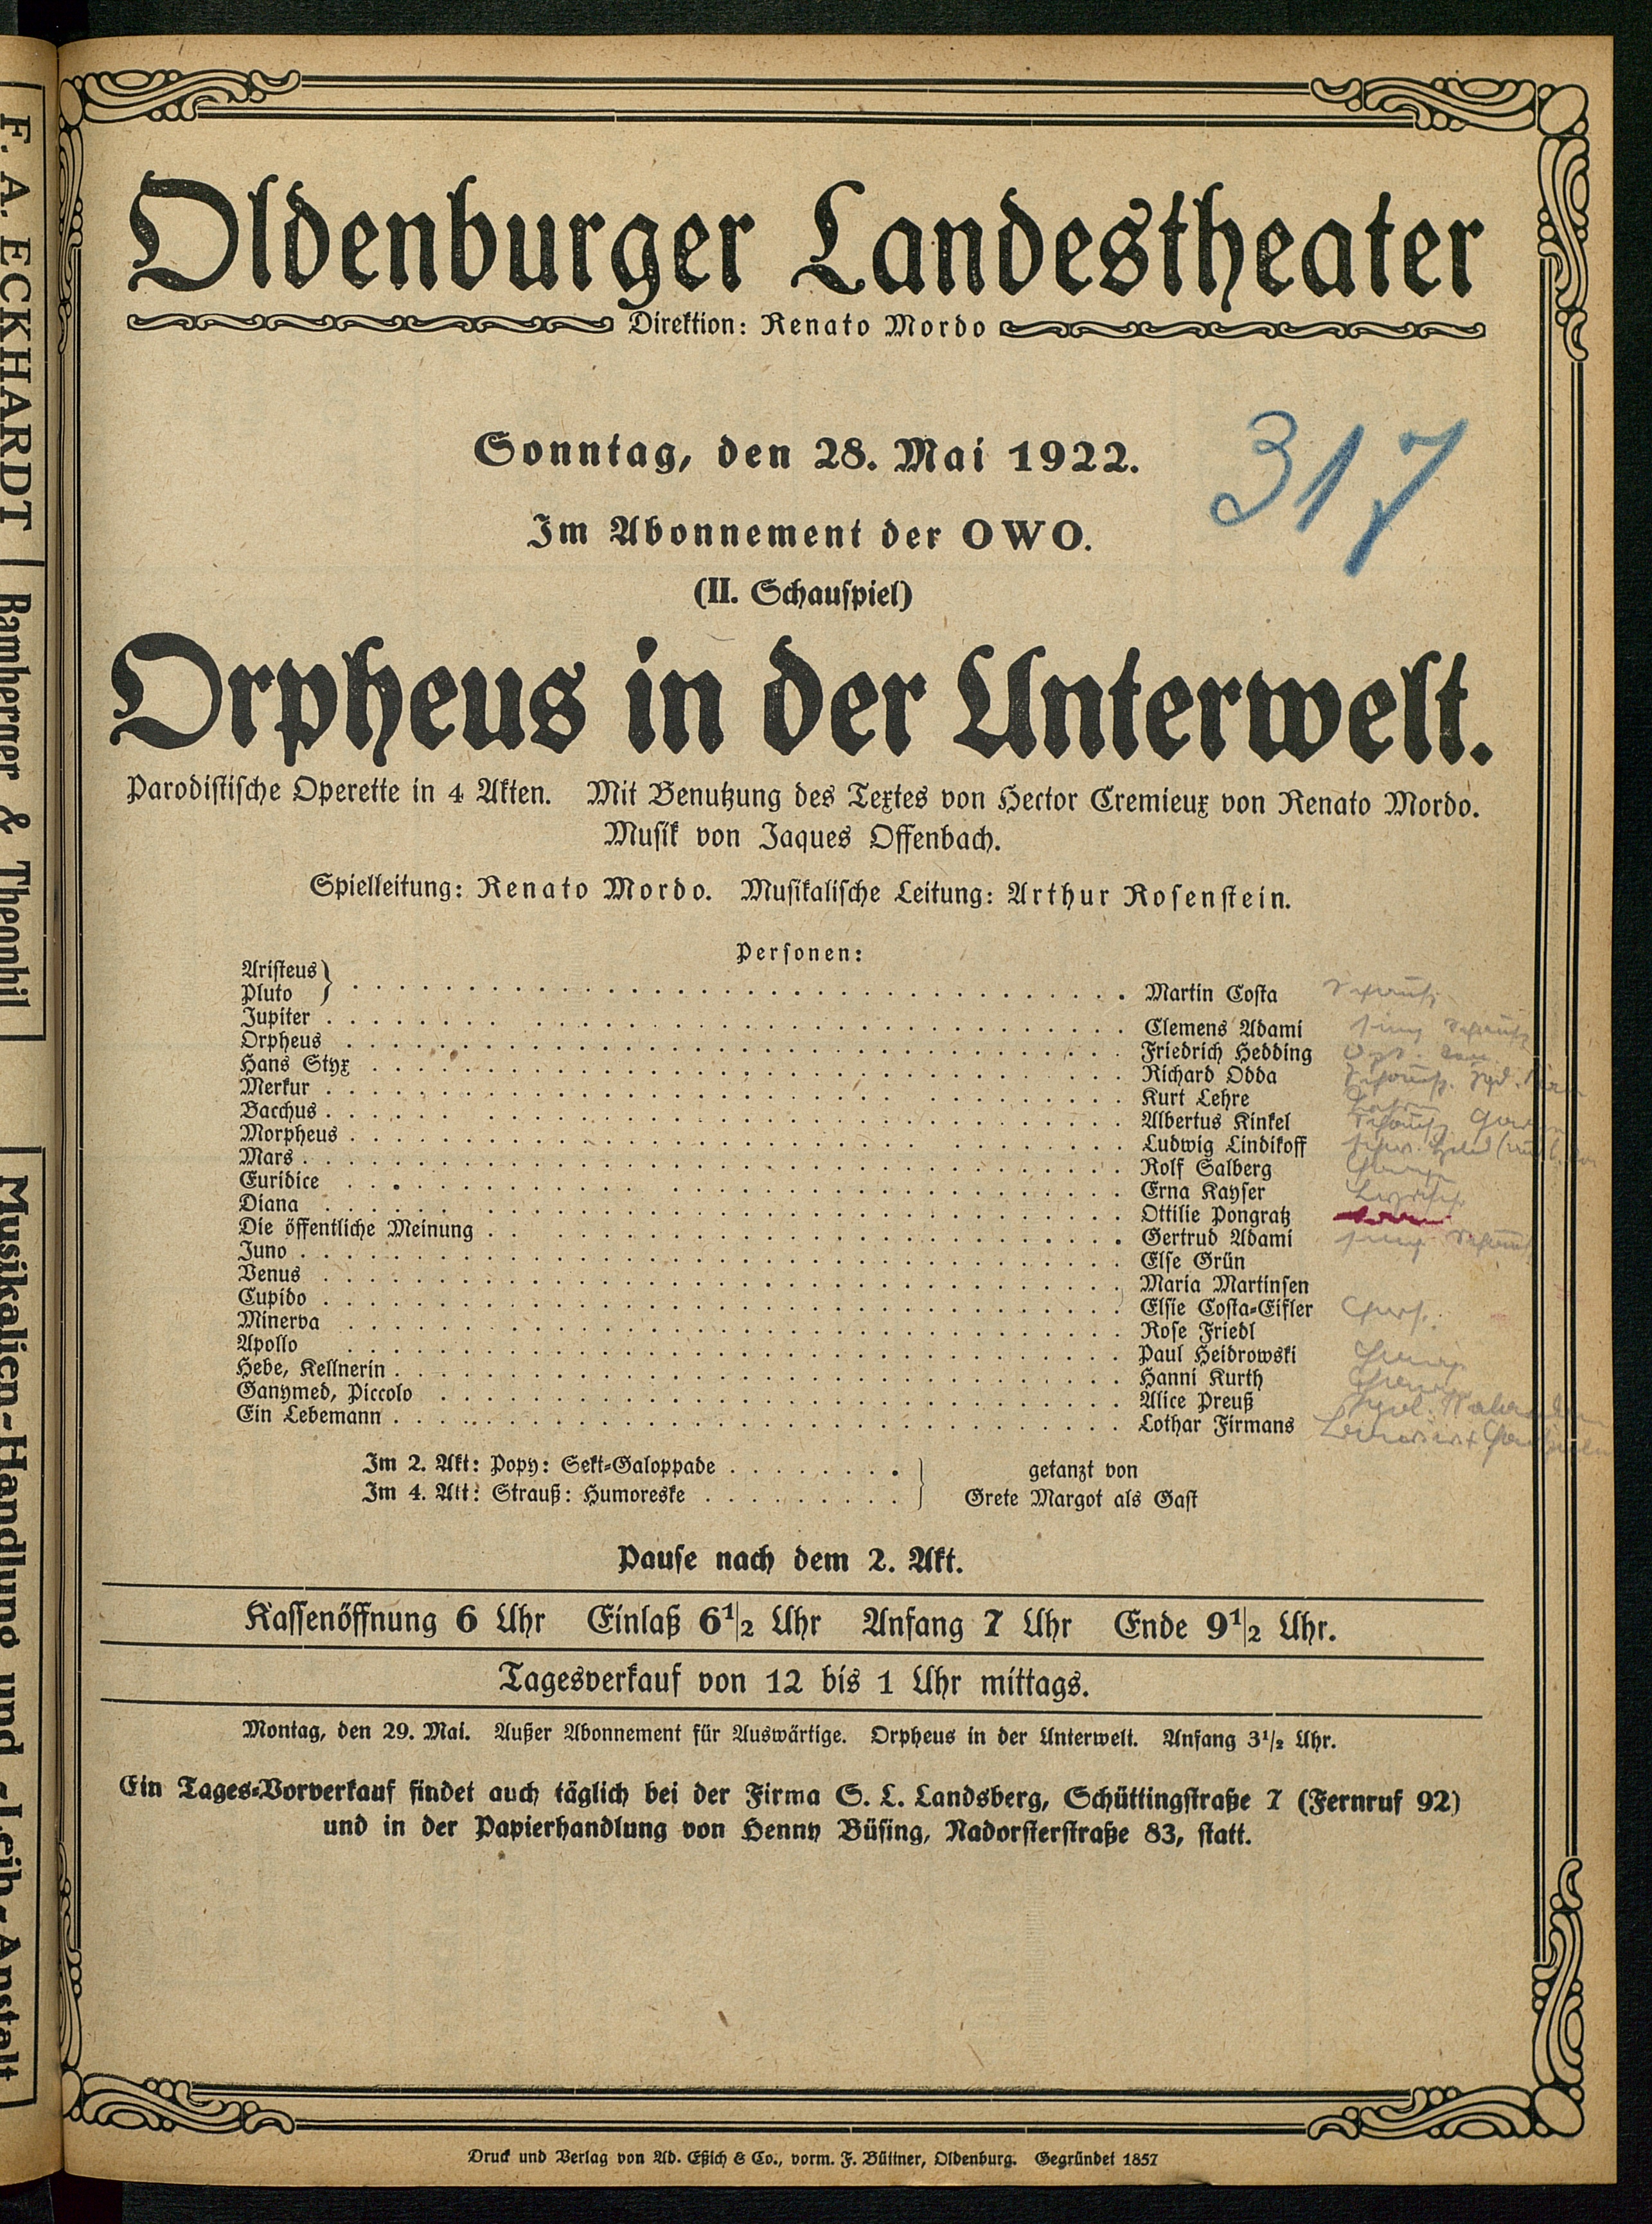 Oldenburger Landestheater
Direktion: Renato Mordo
Sonntag, den 28. Mai 1922.
317
Im Abonnement der OWO.
(II. Schauspiel)
Orpheus in der Unterwelt.
Parodistische Operette in 4 Akten. Mit Benutzung des Textes von Hector Cremieux von Renato Mordo.
Musik von Jaques Offenbach.
Spielleitung: Renato Mordo. Musikalische Leitung: Arthur Rosenstein.
Personen:
Aristeus
Pluto } . . . Martin Costa
Jupiter . . . Clemens Adami
Orpheus . . . Friedrich Hedding
Hans Styx . . . Richard Odda
Merkur . . . Kurt Lehre
Bacchus . . . Albertus Kinkel
Morpheus . . . Ludwig Lindikoff
Mars . . . Rolf Salberg
Euridice . . . Erna Kayser
Diana . . . Ottilie Pongratz
Die öffentliche Meinung . . . Gertrud Adami
Juno . . . Else Grün
Venus . . . Maria Martinsen
Cupido . . . Elsie Costa-Eifler
Minerva . . . Rose Friedl
Apollo . . . Paul Heidrowski
Hebe, Kellnerin . . . Hanni Kurth
Ganymed, Piccolo . . . Alice Preuß
Ein Lebemann . . . Lothar Firmans
Im 2. Akt: Popy: Sekt-Galoppade . . . } getanzt von
Im 4. Akt: Strauß: Humoreske . . . Grete Margot als Gast
Pause nach dem 2. Akt.
Kassenöffnung 6 Uhr Einlaß 6 1/2 Uhr Anfang 7 Uhr Ende 9 1/2 Uhr.
Tagesverkauf von 12 bis 1 Uhr mittags.
Montag, den 29. Mai. Außer Abonnement für Auswärtige. Orpheus in der Unterwelt. Anfang 3 1/2 Uhr.
Ein Tages-Vorverkauf findet auch täglich bei der Firma S. L. Landsberg, Schüttingstraße 7 (Fernruf 92)
und in der Papierhandlung von Henny Büsing, Nadorsterstraße 83, statt.
Druck und Verlag von Ad. Eßich & Co., vorm. F. Büttner, Oldenburg. Gegründet 1857
F. A. ECKHARDT
Bamberger & Theophil
Musikalien-Handlung und -Leih-Anstalt